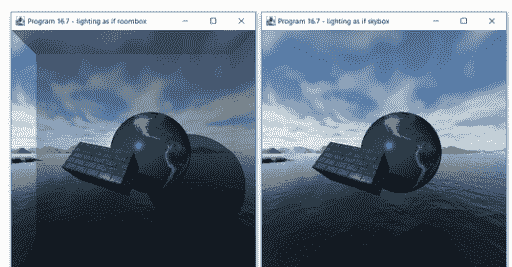 Program 16.7 - lighting as if roombox
Program 16.7 - lighting as if skybox